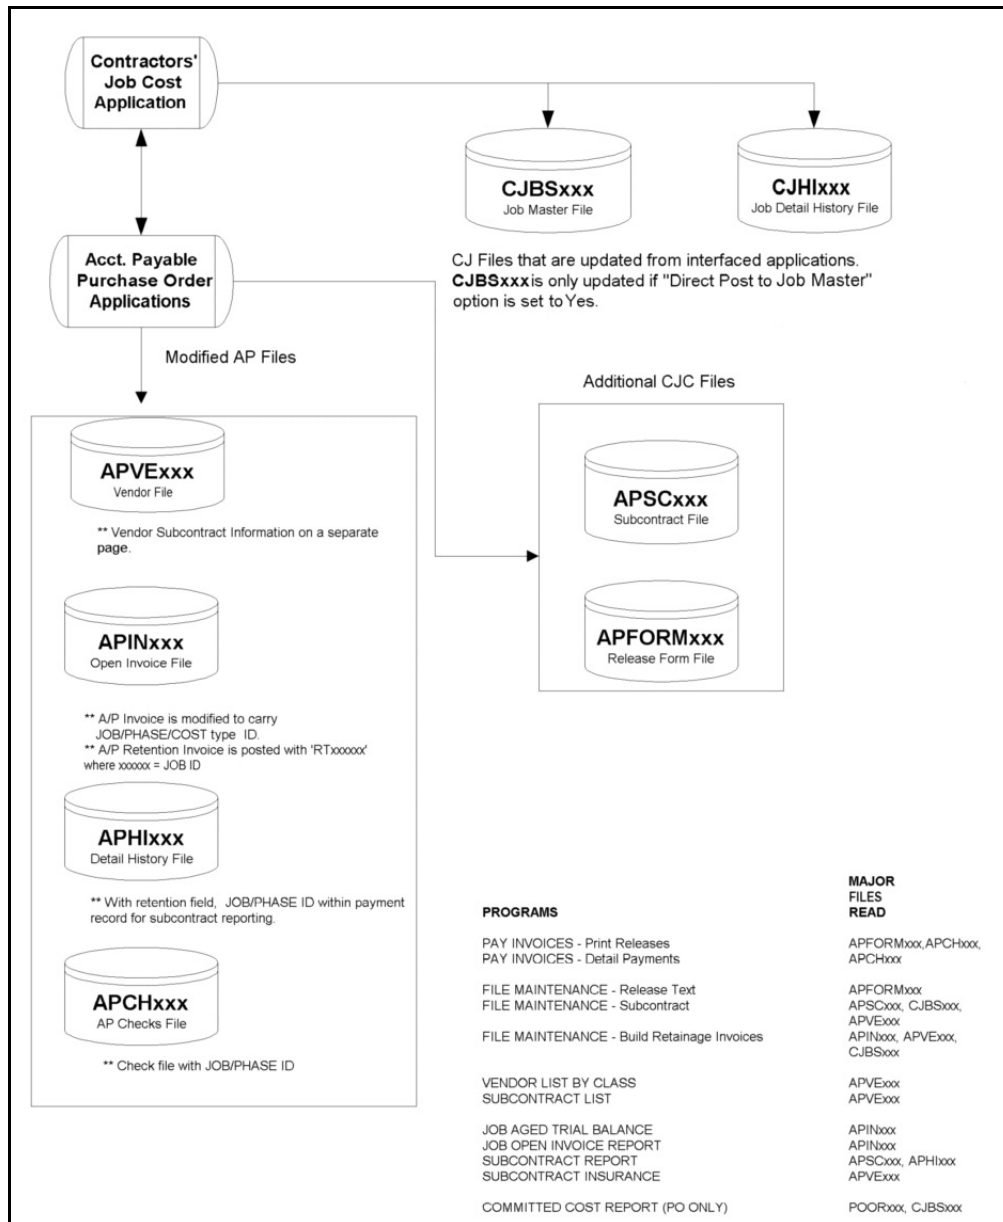 Contractors'
Job Cost
Application
CJBSxxx
Job Master File
CJHIxxx
Job Detail History File
Acct. Payable
Purchase Order
Applications
CJ Files that are updated from interfaced applications.
CJBSxxx is only updated if "Direct Post to Job Master"
option is set to Yes.
Modified AP Files
Additional CJC Files
APVExxx
Vendor File
** Vendor Subcontract Information on a separate
page.
APINxxx
Open Invoice File
** A/P Invoice is modified to carry
JOB/PHASE/COST type ID.
** A/P Retention Invoice is posted with 'RTxxxxxx'
where xxxxxx = JOB ID
APHIxxx
Detail History File
** With retention field, JOB/PHASE ID within payment
record for subcontract reporting.
APCHxxx
AP Checks File
** Check file with JOB/PHASE ID
APSCxxx
Subcontract File
APFORMxxx
Release Form File
MAJOR
FILES
PROGRAMS READ
PAY INVOICES - Print Releases APFORMxxx,APCHxxx,
PAY INVOICES - Detail Payments APCHxxx
FILE MAINTENANCE - Release Text APFORMxxx
FILE MAINTENANCE - Subcontract APSCxxx, CJBSxxx,
APVExxx
FILE MAINTENANCE - Build Retainage Invoices APINxxx, APVExxx,
CJBSxxx
VENDOR LIST BY CLASS APVExxx
SUBCONTRACT LIST APVExxx
JOB AGED TRIAL BALANCE APINxxx
JOB OPEN INVOICE REPORT APINxxx
SUBCONTRACT REPORT APSCxxx, APHIxxx
SUBCONTRACT INSURANCE APVExxx
COMMITTED COST REPORT (PO ONLY) POORxxx, CJBSxxx